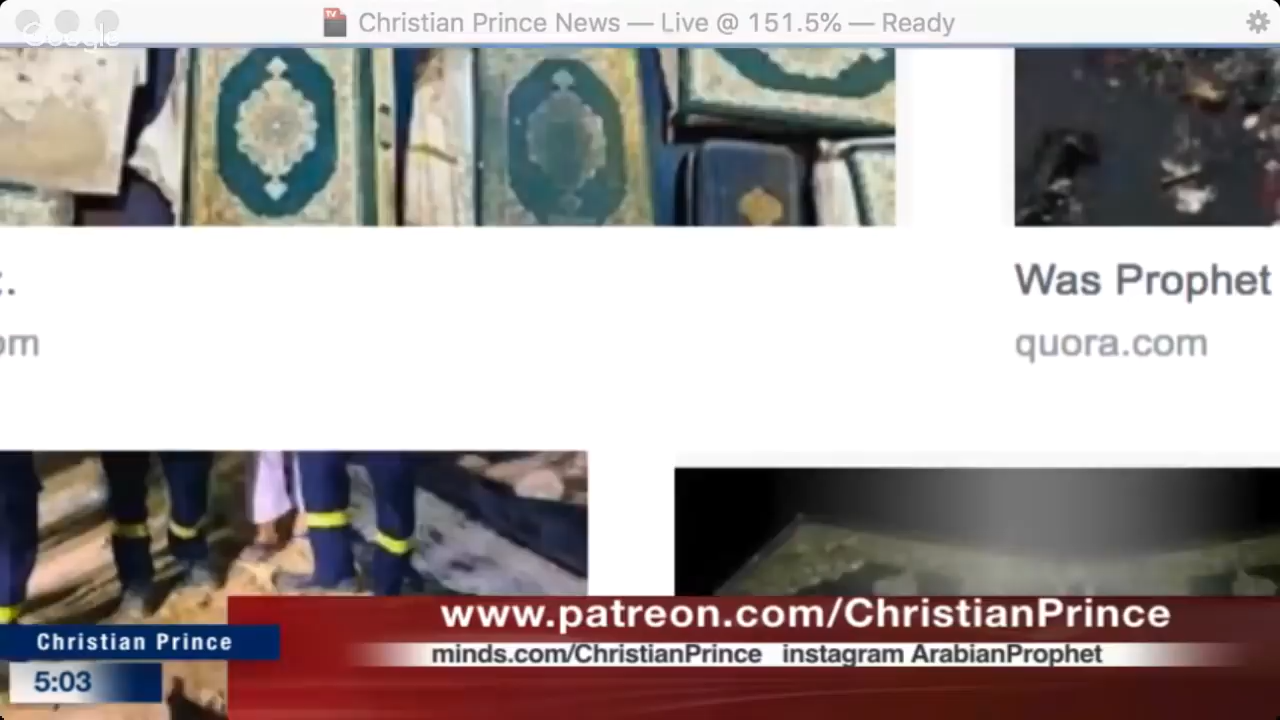 Christian Prince News — Live @ 151.5% — Ready
Google
Was Prophet
quora.com
www.patreon.com/ChristianPrince
Christian Prince
minds.com/ChristianPrince instagram ArabianProphet
5:03